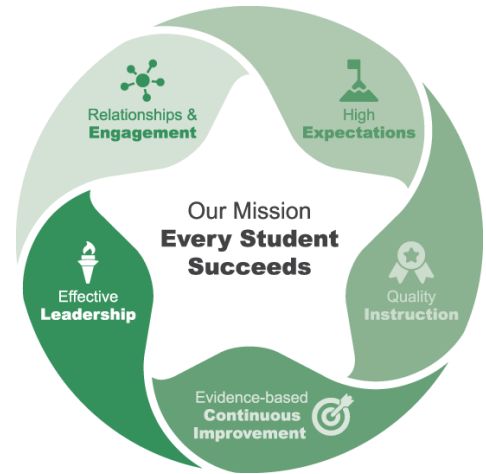 Relationships &
Engagement
High
Expectations
Our Mission
Every Student
Succeeds
Effective
Leadership
Quality
Instruction
Evidence-based
Continuous
Improvement